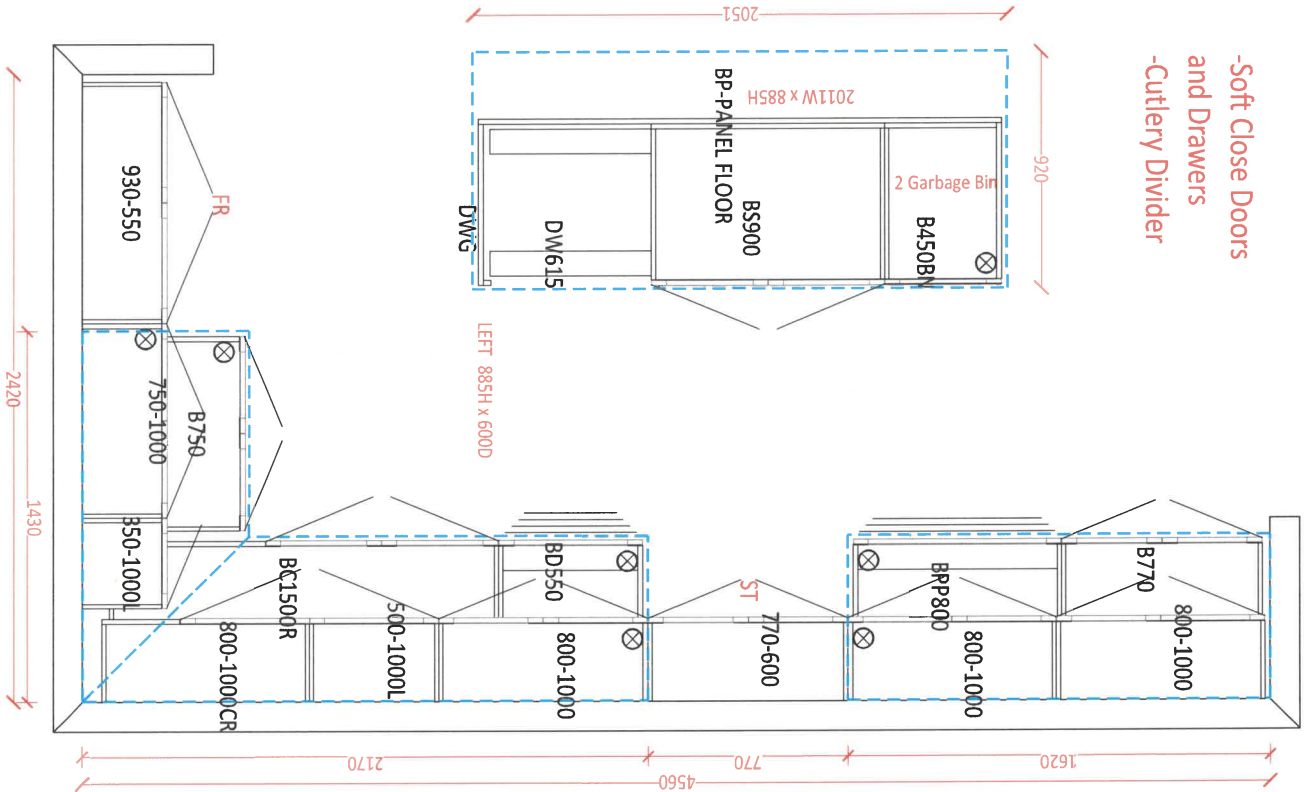 -Soft Close Doors
and Drawers
-Cutlery Divider
2051
920
2011W x 885H
BP-PANEL FLOOR
2 Garbage Bin
B450BN
BS900
DW615
DWG
LEFT 885H x 600D
930-550
FR
750-1000
B750
350-1000L
2420
1430
BC1500R
BD550
800-1000CR
500-1000L
800-1000
ST
770-600
BPP800
B770
800-1000
800-1000
2170
770
1620
4560